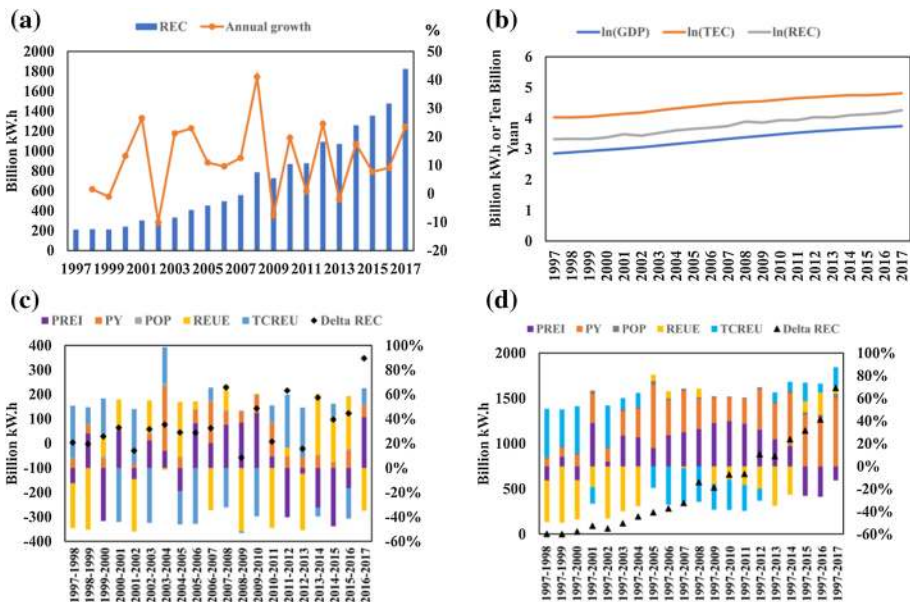 (a)
REC Annual growth
%
2000 1800 1600 1400 1200 1000 800 600 400 200 0
Billion kW.h
50 40 30 20 10 0 -10 -20
1997 1999 2001 2003 2005 2007 2009 2011 2013 2015 2017
(b)
ln(GDP) ln(TEC) ln(REC)
Billion kW.h or Ten Billion
Yuan
6 5 4 3 2 1 0
1997 1998 1999 2000 2001 2002 2003 2004 2005 2006 2007 2008 2009 2010 2011 2012 2013 2014 2015 2016 2017
(c)
PREI PY POP REUE TCREU Delta REC
400 300 200 100 0 -100 -200 -300 -400
Billion kW.h
100% 80% 60% 40% 20% 0% -20% -40% -60%
1997-1998 1998-1999 1999-2000 2000-2001 2001-2002 2002-2003 2003-2004 2004-2005 2005-2006 2006-2007 2007-2008 2008-2009 2009-2010 2010-2011 2011-2012 2012-2013 2013-2014 2014-2015 2015-2016 2016-2017
(d)
PREI PY POP REUE TCREU Delta REC
2000 1500 1000 500 0
Billion kW.h
100% 80% 60% 40% 20% 0% -20% -40% -60%
1997-1998 1997-1999 1997-2000 1997-2001 1997-2002 1997-2003 1997-2004 1997-2005 1997-2006 1997-2007 1997-2008 1997-2009 1997-2010 1997-2011 1997-2012 1997-2013 1997-2014 1997-2015 1997-2016 1997-2017